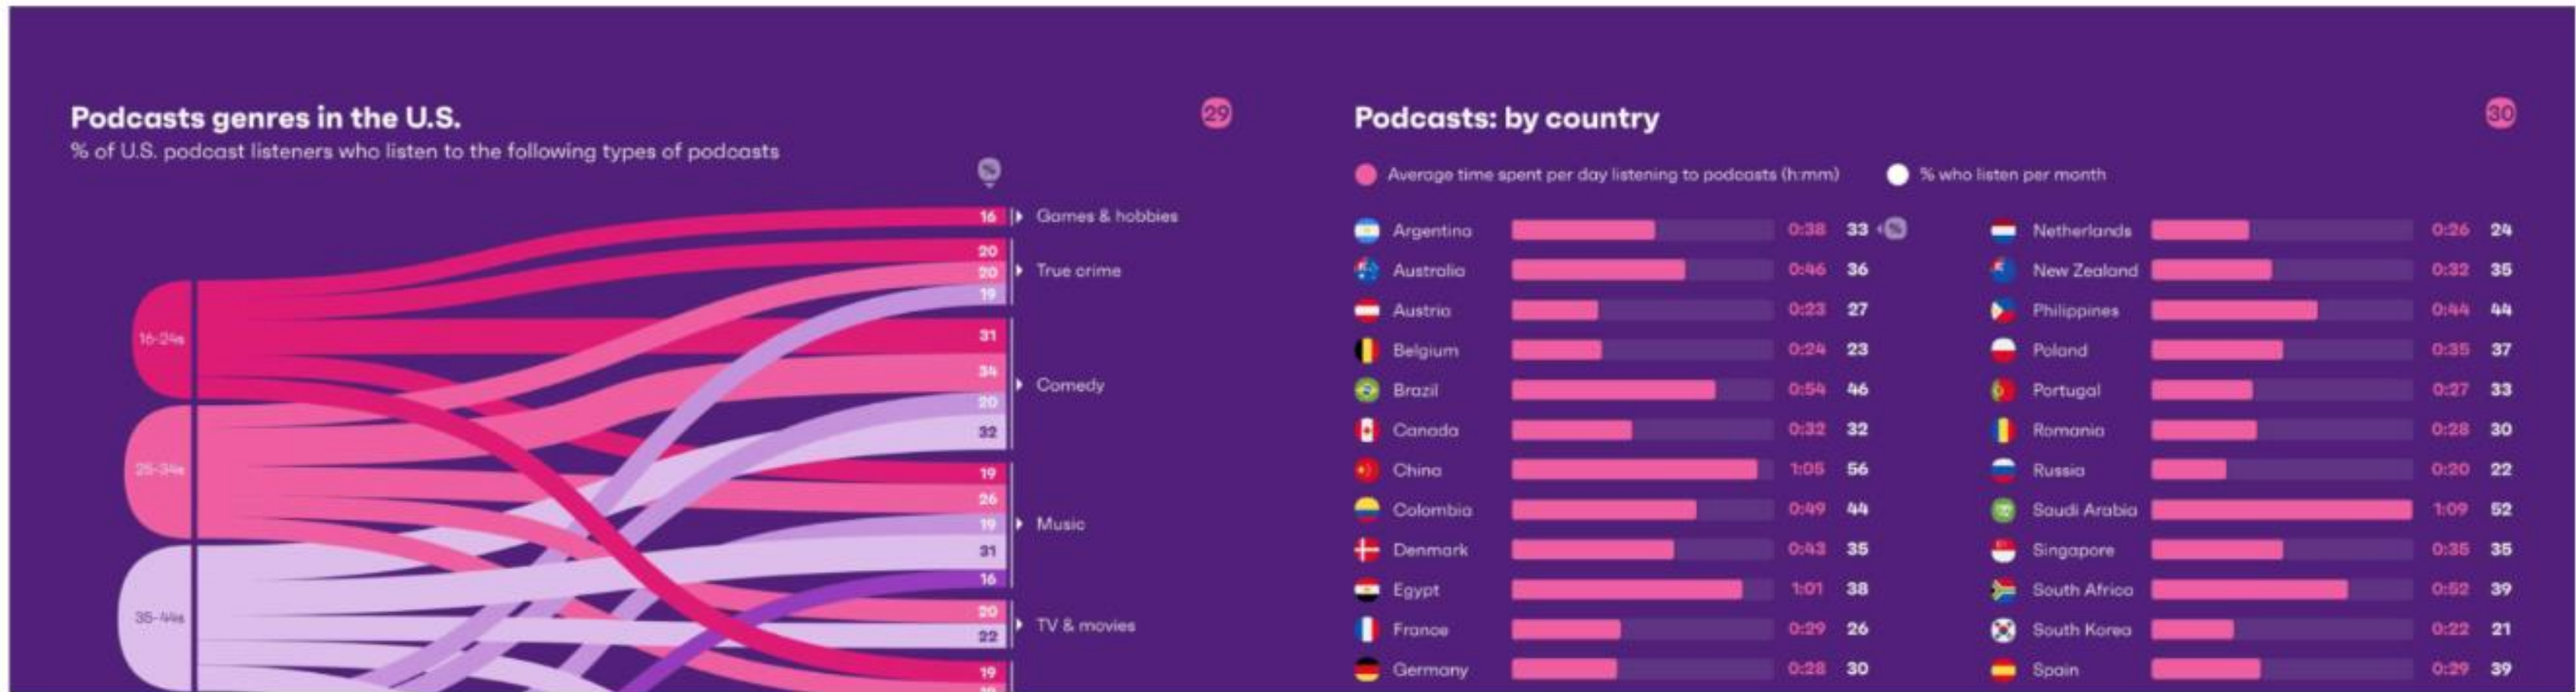 Podcasts genres in the U.S.
29
% of U.S. podcast listeners who listen to the following types of podcasts
%
16 Games & hobbies
20
20 True crime
19
16-24s
31
34
Comedy
20
32
25-34s
19
26
19 Music
31
16
35-44s
20
TV & movies
22
19
Podcasts: by country
30
Average time spent per day listening to podcasts (h:mm) % who listen per month
Argentina 0:38 33 %
Australia 0:46 36
Austria 0:23 27
Belgium 0:24 23
Brazil 0:54 46
Canada 0:32 32
China 1:05 56
Colombia 0:49 44
Denmark 0:43 35
Egypt 1:01 38
France 0:29 26
Germany 0:28 30
Netherlands 0:26 24
New Zealand 0:32 35
Philippines 0:44 44
Poland 0:35 37
Portugal 0:27 33
Romania 0:28 30
Russia 0:20 22
Saudi Arabia 1:09 52
Singapore 0:35 35
South Africa 0:52 39
South Korea 0:22 21
Spain 0:29 39